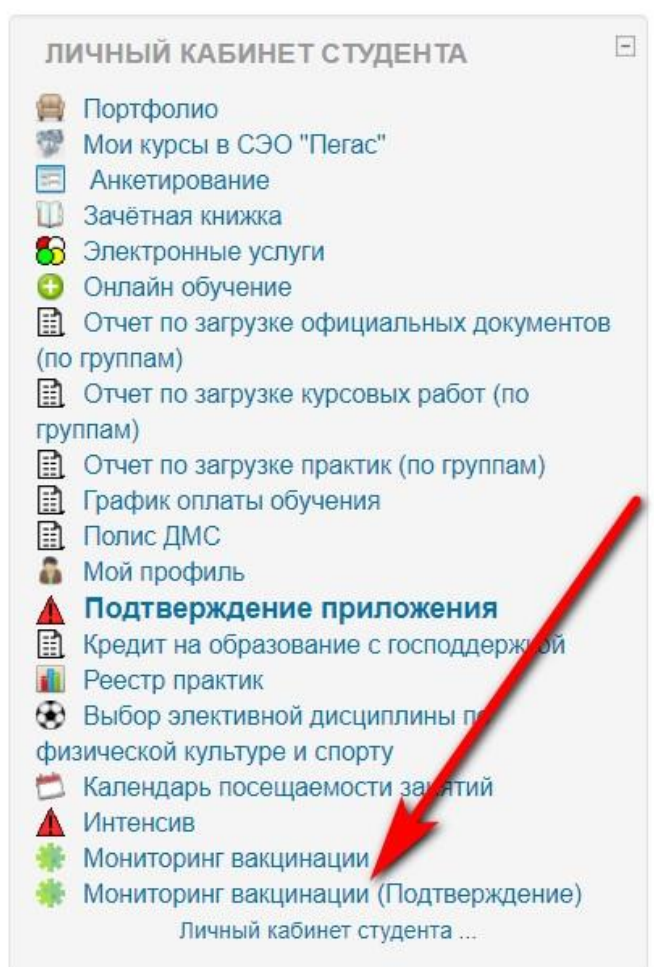 ЛИЧНЫЙ КАБИНЕТ СТУДЕНТА
Портфолио
Мои курсы в СЭО "Пегас"
Анкетирование
Зачётная книжка
Электронные услуги
Онлайн обучение
Отчет по загрузке официальных документов
(по группам)
Отчет по загрузке курсовых работ (по
группам)
Отчет по загрузке практик (по группам)
График оплаты обучения
Полис ДМС
Мой профиль
Подтверждение приложения
Кредит на образование с господдержкой
Реестр практик
Выбор элективной дисциплины по
физической культуре и спорту
Календарь посещаемости занятий
Интенсив
Мониторинг вакцинации
Мониторинг вакцинации (Подтверждение)
Личный кабинет студента ...